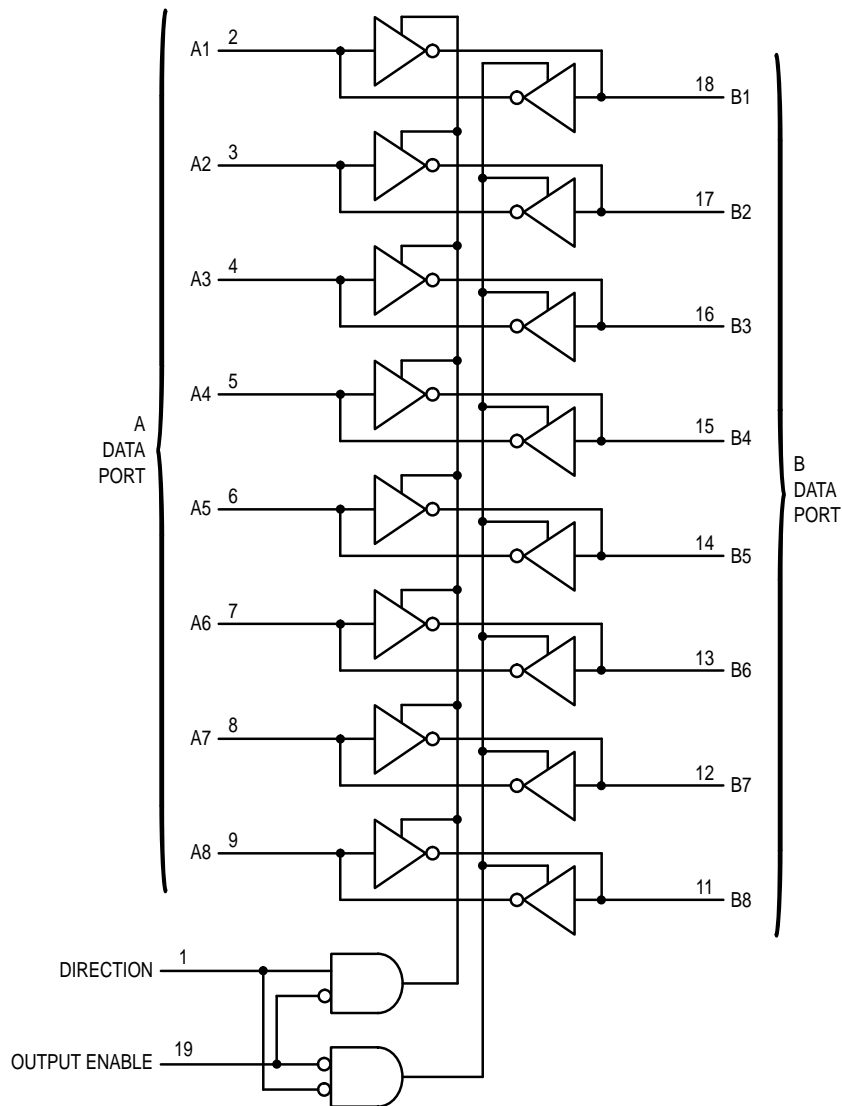 A1 2
18 B1
A2 3
17 B2
A3 4
16 B3
A4 5
15 B4
A
DATA
PORT
B
DATA
PORT
A5 6
14 B5
A6 7
13 B6
A7 8
12 B7
A8 9
11 B8
DIRECTION 1
OUTPUT ENABLE 19